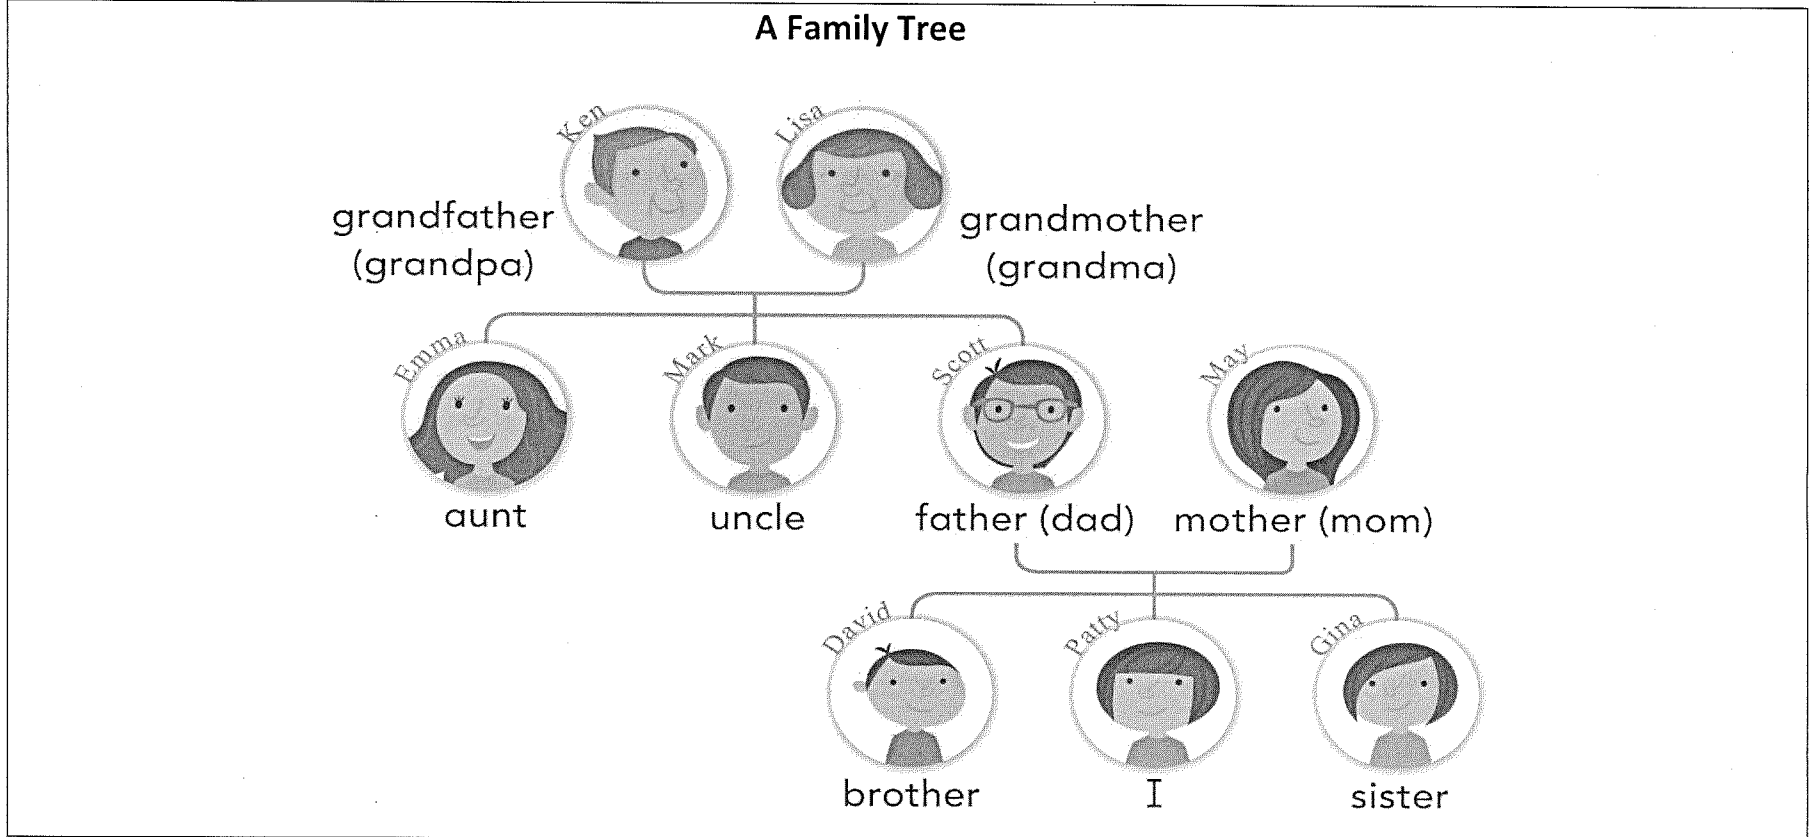 A Family Tree
Ken
Lisa
grandfather
(grandpa)
grandmother
(grandma)
Emma
Mark
Scott
May
aunt
uncle
father (dad)
mother (mom)
David
Patty
Gina
brother
I
sister